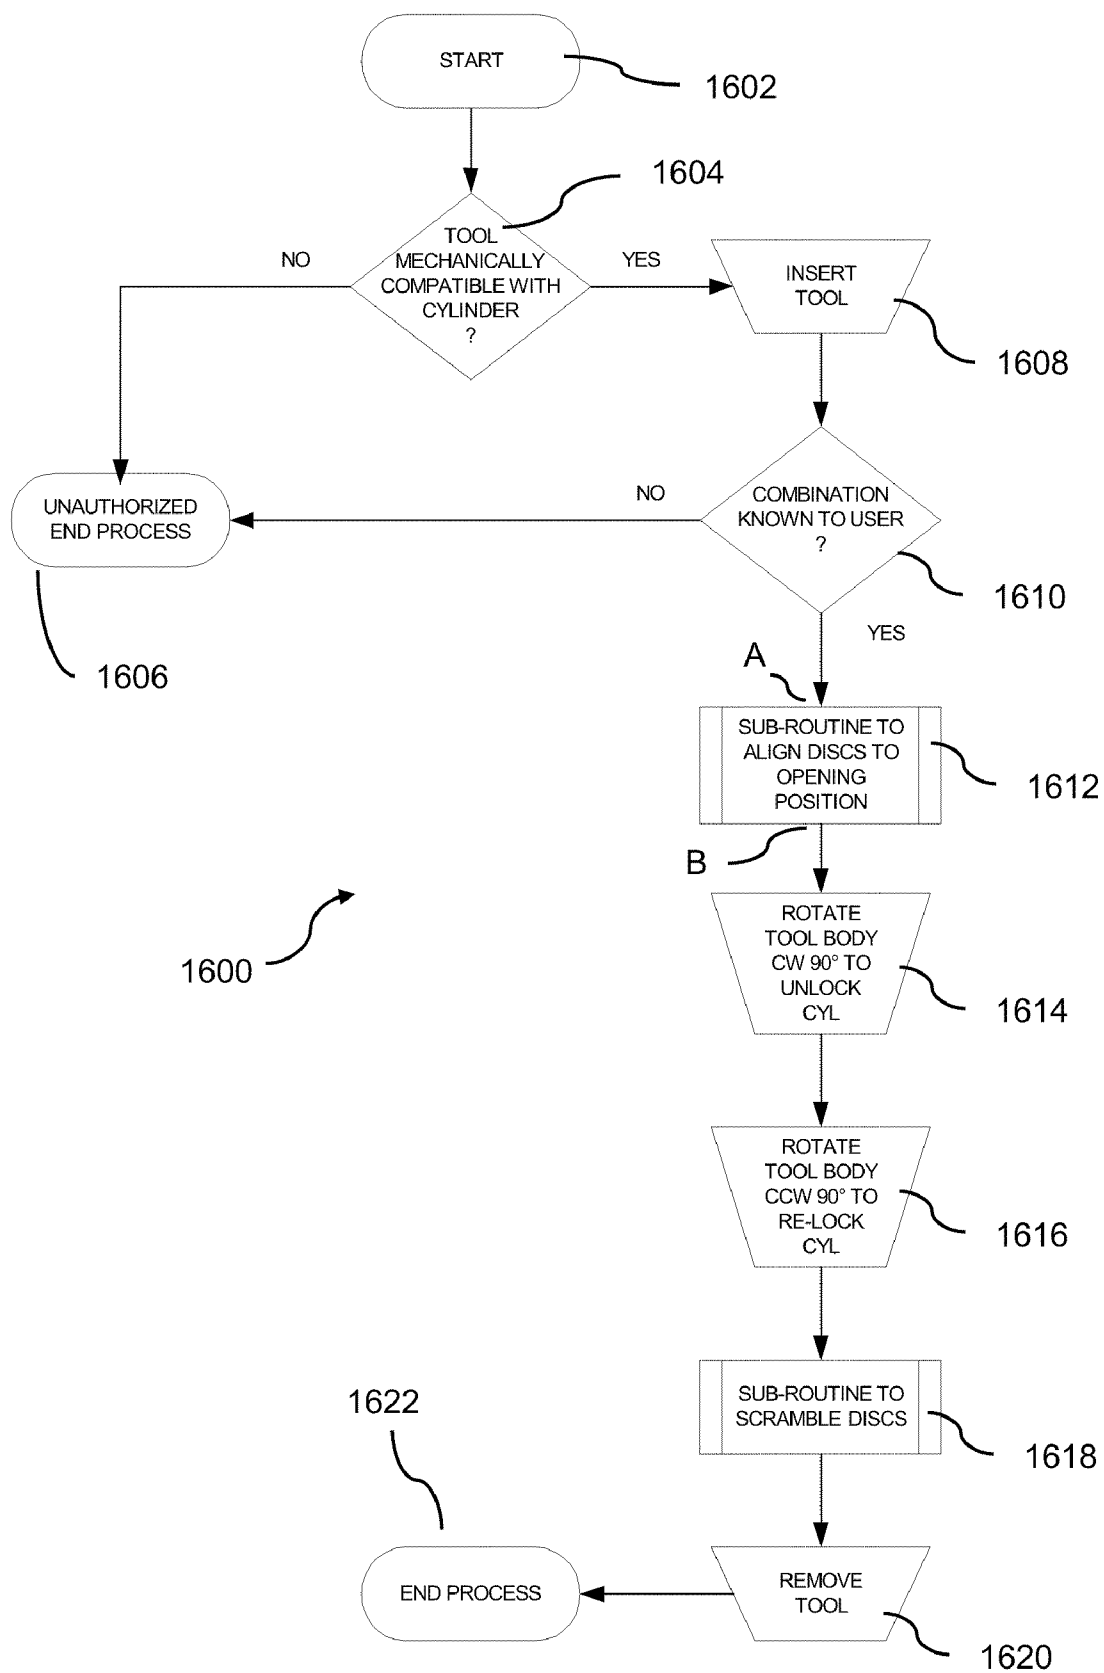 START
1602
1604
TOOL
MECHANICALLY
COMPATIBLE WITH
CYLINDER
?
NO
YES
INSERT
TOOL
1608
UNAUTHORIZED
END PROCESS
1606
NO
COMBINATION
KNOWN TO USER
?
1610
YES
A
SUB-ROUTINE TO
ALIGN DISCS TO
OPENING
POSITION
1612
B
1600
ROTATE
TOOL BODY
CW 90° TO
UNLOCK
CYL
1614
ROTATE
TOOL BODY
CCW 90° TO
RE-LOCK
CYL
1616
SUB-ROUTINE TO
SCRAMBLE DISCS
1618
1622
END PROCESS
REMOVE
TOOL
1620